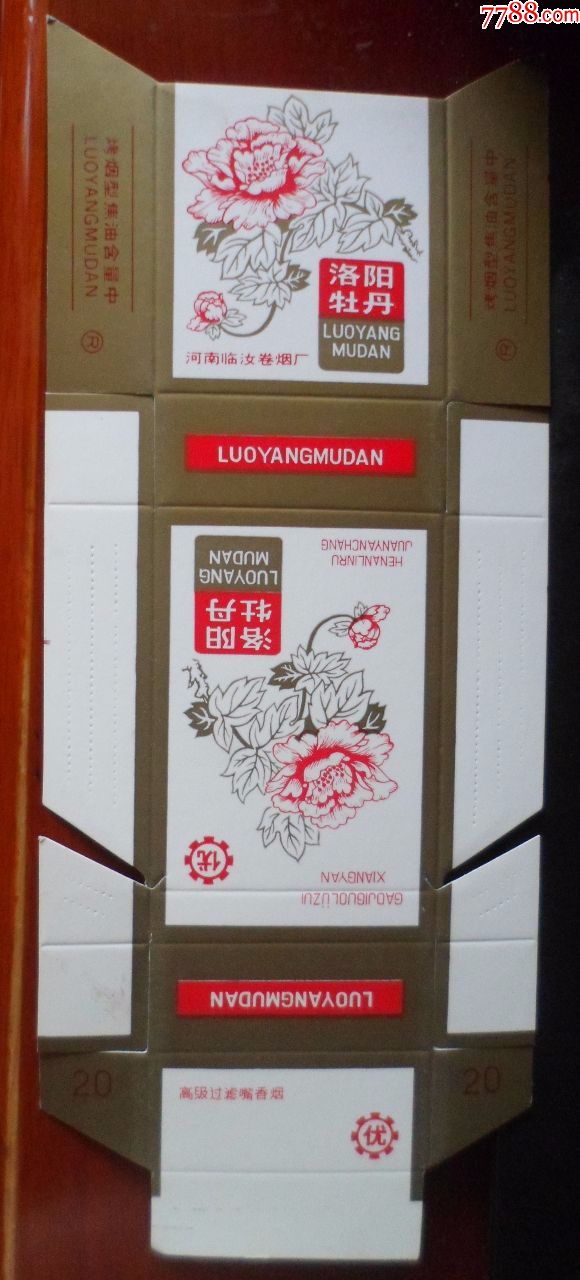 7788.com
烤烟型焦油含量中
LUOYANGMUDAN
R
洛阳
牡丹
LUOYANG
MUDAN
河南临汝卷烟厂
烤烟型焦油含量中
LUOYANGMUDAN
R
LUOYANGMUDAN
HENANLINRU
JUANYANCHANG
洛阳
牡丹
LUOYANG
MUDAN
优
GAOJIGUOLÜZUI
XIANGYAN
LUOYANGMUDAN
20
高级过滤嘴香烟
优
20